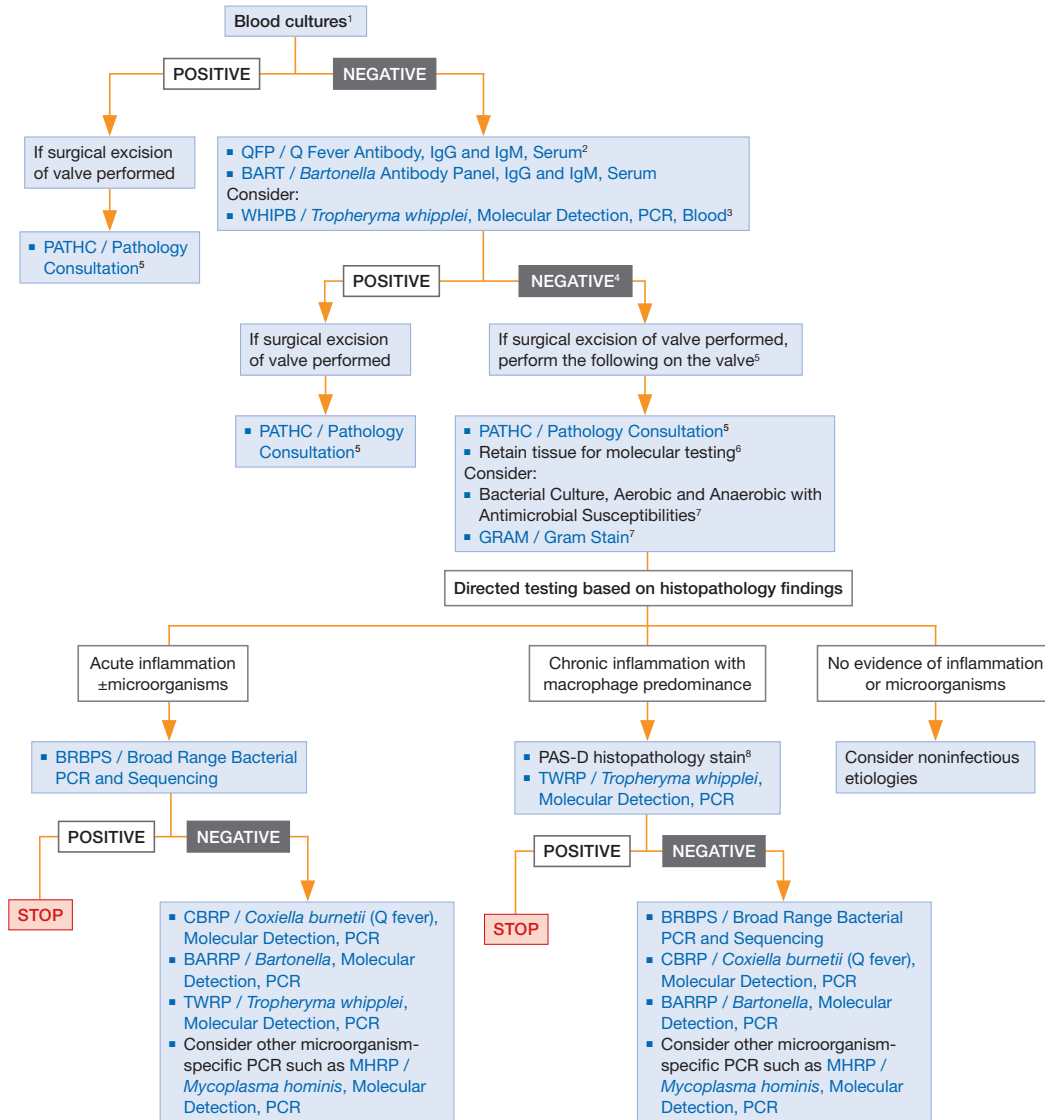 Blood cultures¹
POSITIVE
NEGATIVE
If surgical excision
of valve performed
▪ PATHC / Pathology
Consultation⁵
▪ QFP / Q Fever Antibody, IgG and IgM, Serum²
▪ BART / Bartonella Antibody Panel, IgG and IgM, Serum
Consider:
▪ WHIPB / Tropheryma whipplei, Molecular Detection, PCR, Blood³
POSITIVE
NEGATIVE⁴
If surgical excision
of valve performed
▪ PATHC / Pathology
Consultation⁵
If surgical excision of valve performed,
perform the following on the valve⁵
▪ PATHC / Pathology Consultation⁵
▪ Retain tissue for molecular testing⁶
Consider:
▪ Bacterial Culture, Aerobic and Anaerobic with
Antimicrobial Susceptibilities⁷
▪ GRAM / Gram Stain⁷
Directed testing based on histopathology findings
Acute inflammation
±microorganisms
▪ BRBPS / Broad Range Bacterial
PCR and Sequencing
POSITIVE
NEGATIVE
STOP
▪ CBRP / Coxiella burnetii (Q fever),
Molecular Detection, PCR
▪ BARRP / Bartonella, Molecular
Detection, PCR
▪ TWRP / Tropheryma whipplei,
Molecular Detection, PCR
▪ Consider other microorganism-
specific PCR such as MHRP /
Mycoplasma hominis, Molecular
Detection, PCR
Chronic inflammation with
macrophage predominance
▪ PAS-D histopathology stain⁸
▪ TWRP / Tropheryma whipplei,
Molecular Detection, PCR
POSITIVE
NEGATIVE
STOP
▪ BRBPS / Broad Range Bacterial
PCR and Sequencing
▪ CBRP / Coxiella burnetii (Q fever),
Molecular Detection, PCR
▪ BARRP / Bartonella, Molecular
Detection, PCR
▪ Consider other microorganism-
specific PCR such as MHRP /
Mycoplasma hominis, Molecular
Detection, PCR
No evidence of inflammation
or microorganisms
Consider noninfectious
etiologies